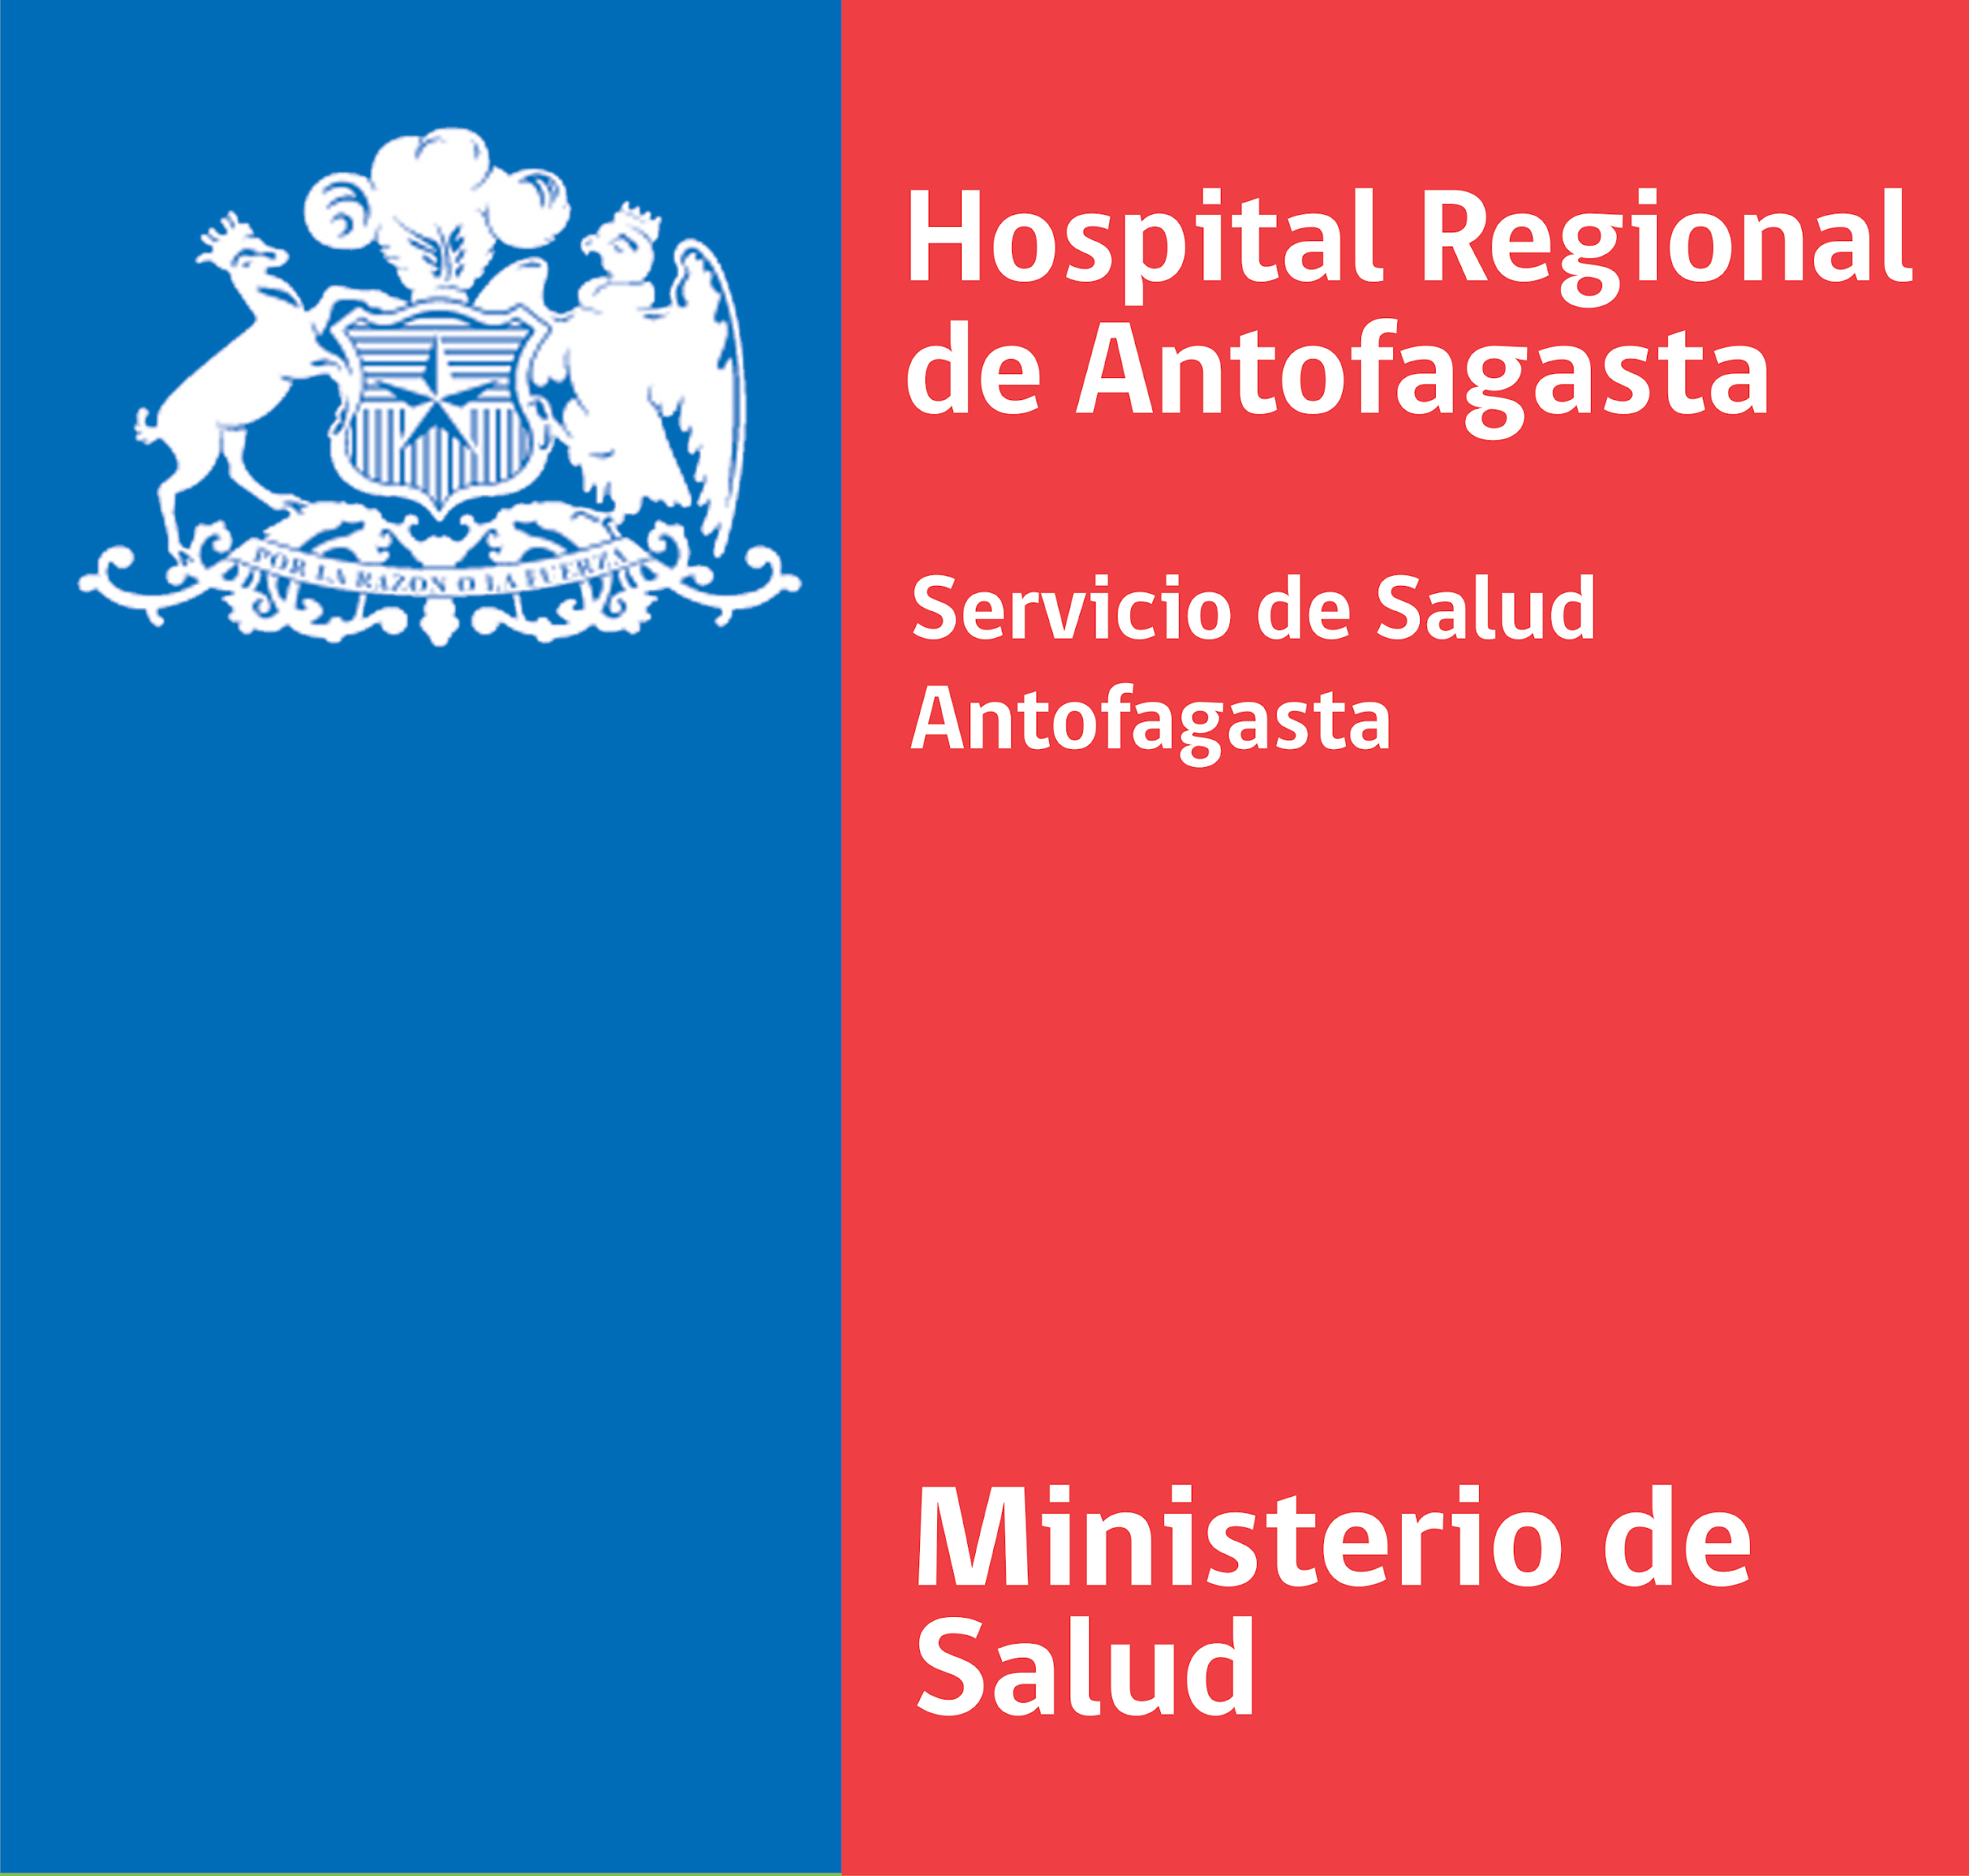 POR LA RAZON O LA FUERZA
Hospital Regional
de Antofagasta
Servicio de Salud
Antofagasta
Ministerio de
Salud